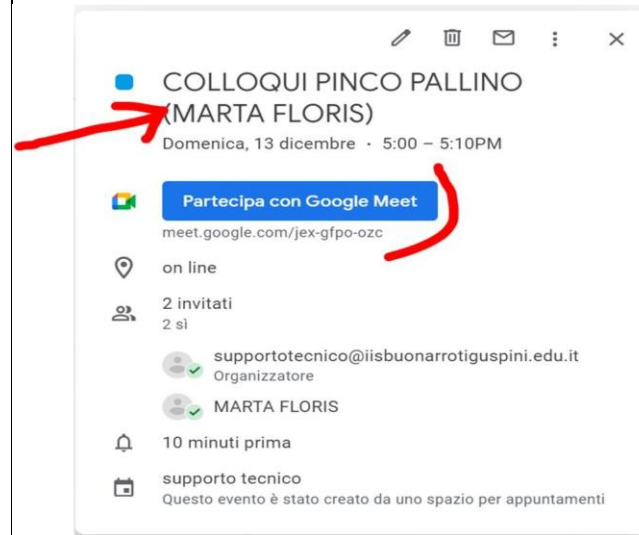 COLLOQUI PINCO PALLINO
(MARTA FLORIS)
Domenica, 13 dicembre · 5:00 – 5:10PM
Partecipa con Google Meet
meet.google.com/jex-gfpo-ozc
on line
2 invitati
2 sì
supportotecnico@iisbuonarrotiguspini.edu.it
Organizzatore
MARTA FLORIS
10 minuti prima
supporto tecnico
Questo evento è stato creato da uno spazio per appuntamenti